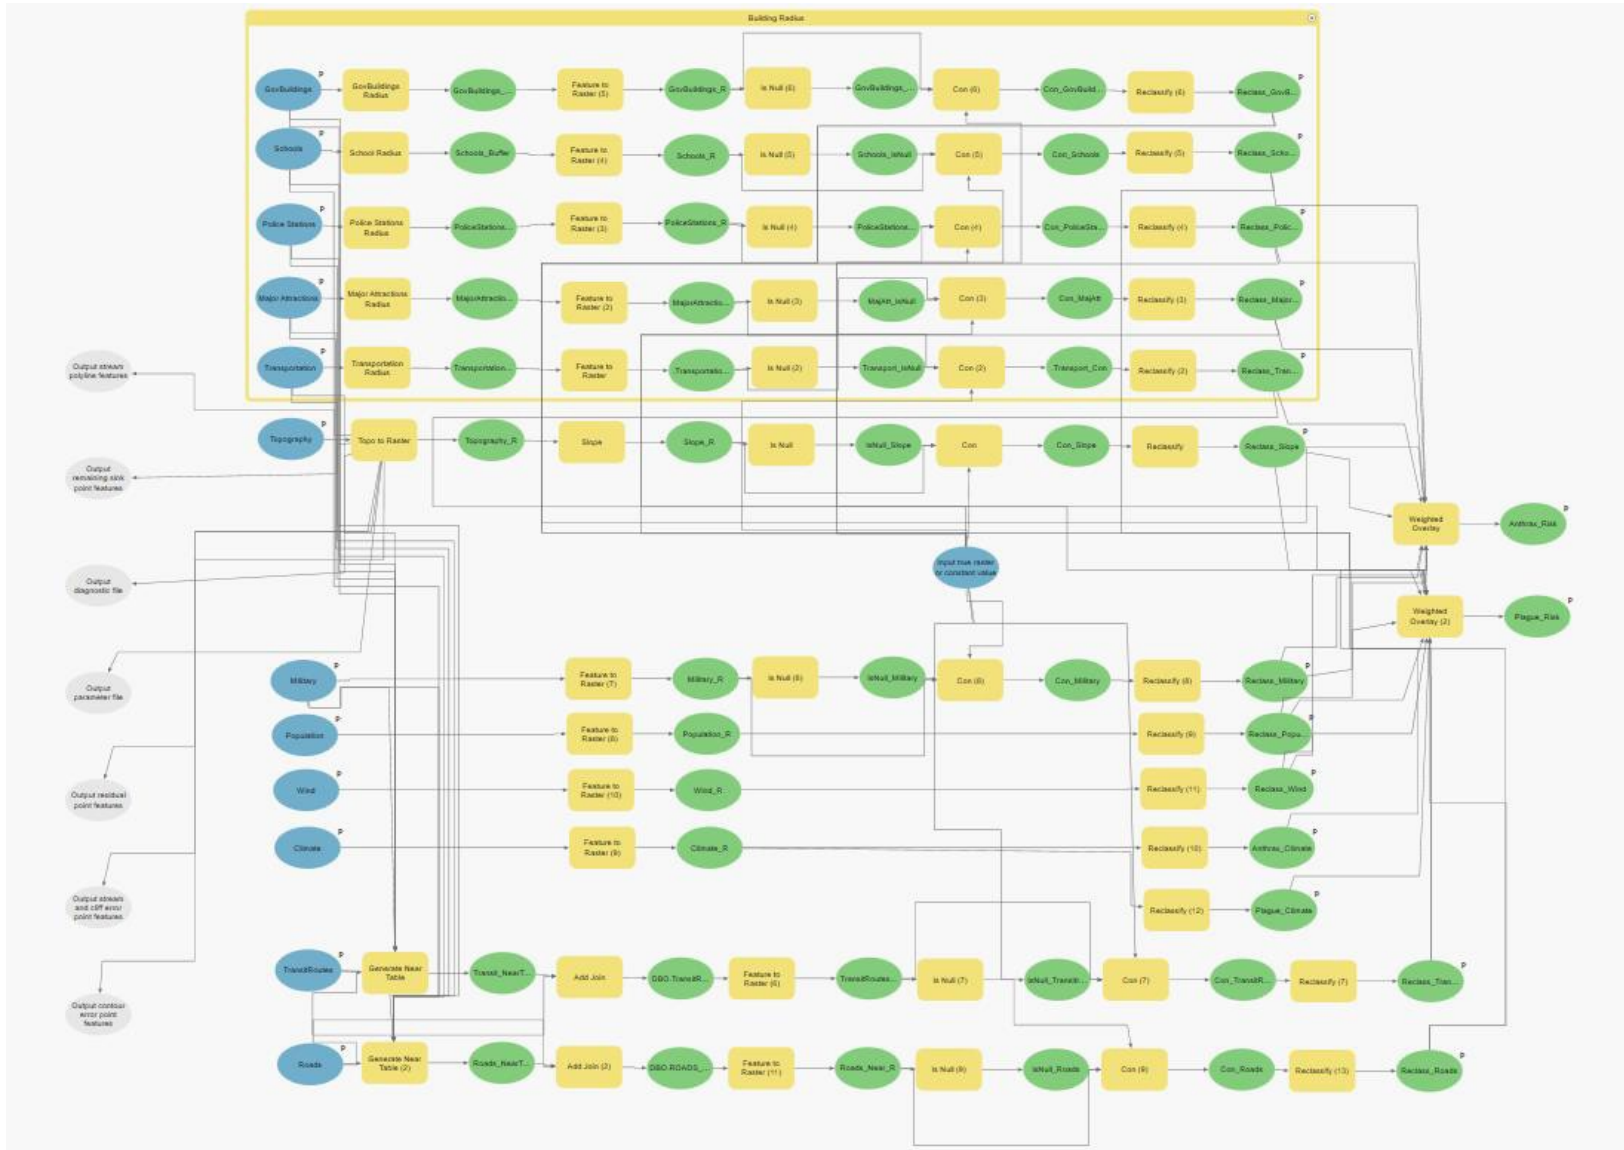 Building Radius
P
GovBuildings
GovBuildings
Radius
GovBuildings_...
Feature to
Raster (5)
GovBuildings_R
Is Null (6)
GovBuildings_...
Con (6)
Con_GovBuild...
Reclassify (6)
P
Reclass_GovB...
P
Schools
School Radius
Schools_Buffer
Feature to
Raster (4)
Schools_R
Is Null (5)
Schools_IsNull
Con (5)
Con_Schools
Reclassify (5)
P
Reclass_Scho...
P
Police Stations
Police Stations
Radius
PoliceStations...
Feature to
Raster (3)
PoliceStations_R
Is Null (4)
PoliceStations...
Con (4)
Con_PoliceSta...
Reclassify (4)
P
Reclass_Polic...
P
Major Attractions
Major Attractions
Radius
MajorAttractio...
Feature to
Raster (2)
MajorAttractio...
Is Null (3)
MajAtt_IsNull
Con (3)
Con_MajAtt
Reclassify (3)
P
Reclass_Major...
P
Transportation
Transportation
Radius
Transportation...
Feature to
Raster
Transportatio...
Is Null (2)
Transport_IsNull
Con (2)
Transport_Con
Reclassify (2)
P
Reclass_Tran...
Output stream
polyline features
P
Topography
Topo to Raster
Topography_R
Slope
Slope_R
Is Null
IsNull_Slope
Con
Con_Slope
Reclassify
P
Reclass_Slope
Output
remaining sink
point features
Weighted
Overlay
P
Anthrax_Risk
Output
diagnostic file
Input true raster
or constant value
Weighted
Overlay (2)
P
Plague_Risk
Output
parameter file
P
Military
Feature to
Raster (7)
Military_R
Is Null (8)
IsNull_Military
Con (8)
Con_Military
Reclassify (8)
P
Reclass_Military
P
Population
Feature to
Raster (8)
Population_R
Reclassify (9)
P
Reclass_Popu...
Output residual
point features
P
Wind
Feature to
Raster (10)
Wind_R
Reclassify (11)
P
Reclass_Wind
P
Climate
Feature to
Raster (9)
Climate_R
Reclassify (10)
P
Anthrax_Climate
Output stream
and cliff error
point features
Reclassify (12)
P
Plague_Climate
P
TransitRoutes
Generate Near
Table
Transit_NearT...
Add Join
DBO.TransitR...
Feature to
Raster (6)
TransitRoutes...
Is Null (7)
IsNull_Transit...
Con (7)
Con_TransitR...
Reclassify (7)
P
Reclass_Tran...
Output contour
error point
features
P
Roads
Generate Near
Table (2)
Roads_NearT...
Add Join (2)
DBO.ROADS_...
Feature to
Raster (11)
Roads_Near_R
Is Null (9)
IsNull_Roads
Con (9)
Con_Roads
Reclassify (13)
P
Reclass_Roads